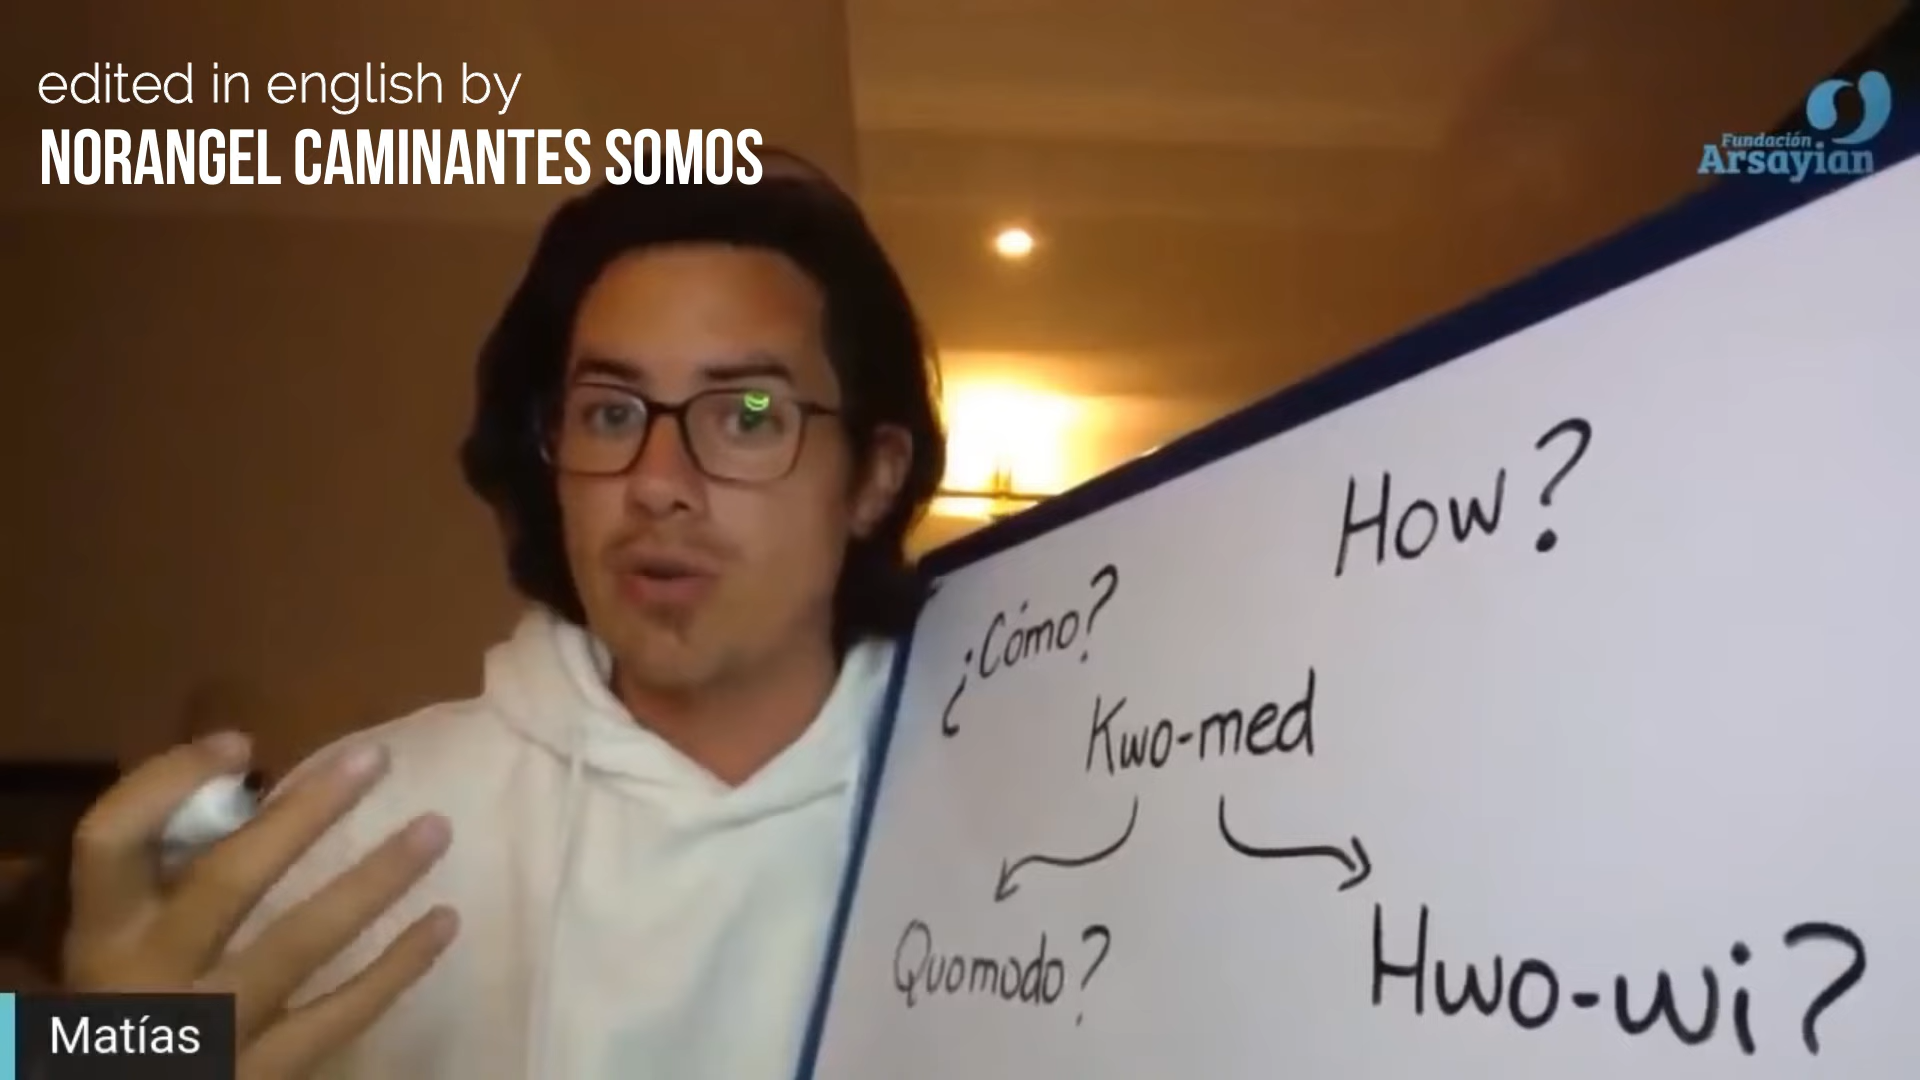 edited in english by
NORANGEL CAMINANTES SOMOS
Fundación
Arsayian
How?
¿Cómo?
Kwo-med
Quomodo?
Hwo-wi?
Matías